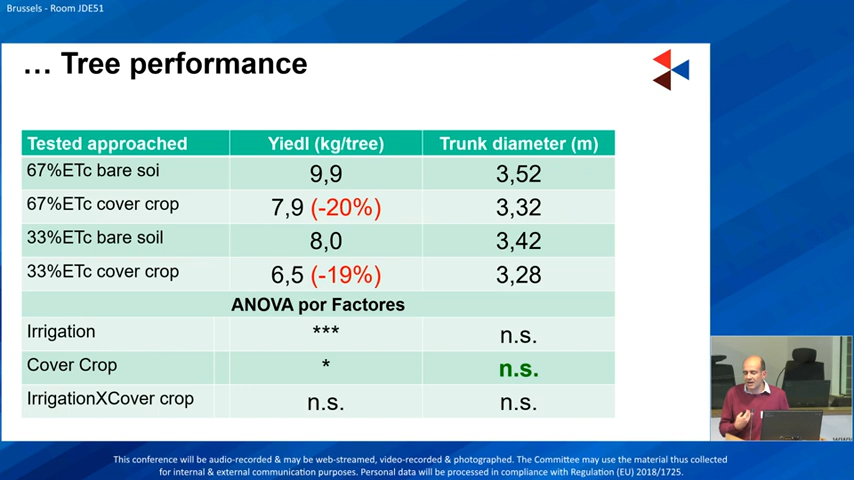 Brussels - Room JDE51
... Tree performance
Tested approached Yiedl (kg/tree) Trunk diameter (m)
67%ETc bare soi 9,9 3,52
67%ETc cover crop 7,9 (-20%) 3,32
33%ETc bare soil 8,0 3,42
33%ETc cover crop 6,5 (-19%) 3,28
ANOVA por Factores
Irrigation *** n.s.
Cover Crop * n.s.
IrrigationXCover crop n.s. n.s.
This conference will be audio-recorded & may be web-streamed, video-recorded & photographed. The Committee may use the material thus collected
for internal & external communication purposes. Personal data will be processed in compliance with Regulation (EU) 2018/1725.